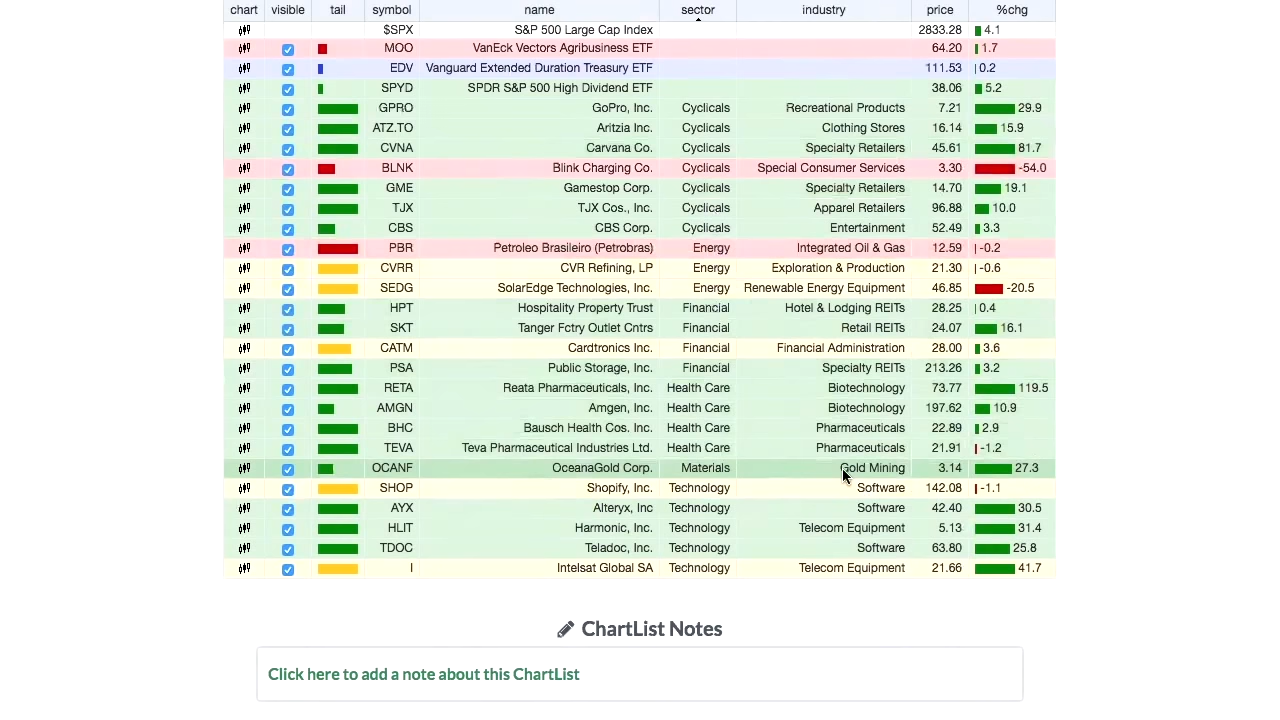 chart visible tail symbol name sector industry price %chg
$SPX S&P 500 Large Cap Index 2833.28 4.1
MOO VanEck Vectors Agribusiness ETF 64.20 1.7
EDV Vanguard Extended Duration Treasury ETF 111.53 0.2
SPYD SPDR S&P 500 High Dividend ETF 38.06 5.2
GPRO GoPro, Inc. Cyclicals Recreational Products 7.21 29.9
ATZ.TO Aritzia Inc. Cyclicals Clothing Stores 16.14 15.9
CVNA Carvana Co. Cyclicals Specialty Retailers 45.61 81.7
BLNK Blink Charging Co. Cyclicals Special Consumer Services 3.30 -54.0
GME Gamestop Corp. Cyclicals Specialty Retailers 14.70 19.1
TJX TJX Cos., Inc. Cyclicals Apparel Retailers 96.88 10.0
CBS CBS Corp. Cyclicals Entertainment 52.49 3.3
PBR Petroleo Brasileiro (Petrobras) Energy Integrated Oil & Gas 12.59 -0.2
CVRR CVR Refining, LP Energy Exploration & Production 21.30 -0.6
SEDG SolarEdge Technologies, Inc. Energy Renewable Energy Equipment 46.85 -20.5
HPT Hospitality Property Trust Financial Hotel & Lodging REITs 28.25 0.4
SKT Tanger Fctry Outlet Cntrs Financial Retail REITs 24.07 16.1
CATM Cardtronics Inc. Financial Financial Administration 28.00 3.6
PSA Public Storage, Inc. Financial Specialty REITs 213.26 3.2
RETA Reata Pharmaceuticals, Inc. Health Care Biotechnology 73.77 119.5
AMGN Amgen, Inc. Health Care Biotechnology 197.62 10.9
BHC Bausch Health Cos. Inc. Health Care Pharmaceuticals 22.89 2.9
TEVA Teva Pharmaceutical Industries Ltd. Health Care Pharmaceuticals 21.91 -1.2
OCANF OceanaGold Corp. Materials Gold Mining 3.14 27.3
SHOP Shopify, Inc. Technology Software 142.08 -1.1
AYX Alteryx, Inc Technology Software 42.40 30.5
HLIT Harmonic, Inc. Technology Telecom Equipment 5.13 31.4
TDOC Teladoc, Inc. Technology Software 63.80 25.8
I Intelsat Global SA Technology Telecom Equipment 21.66 41.7
ChartList Notes
Click here to add a note about this ChartList